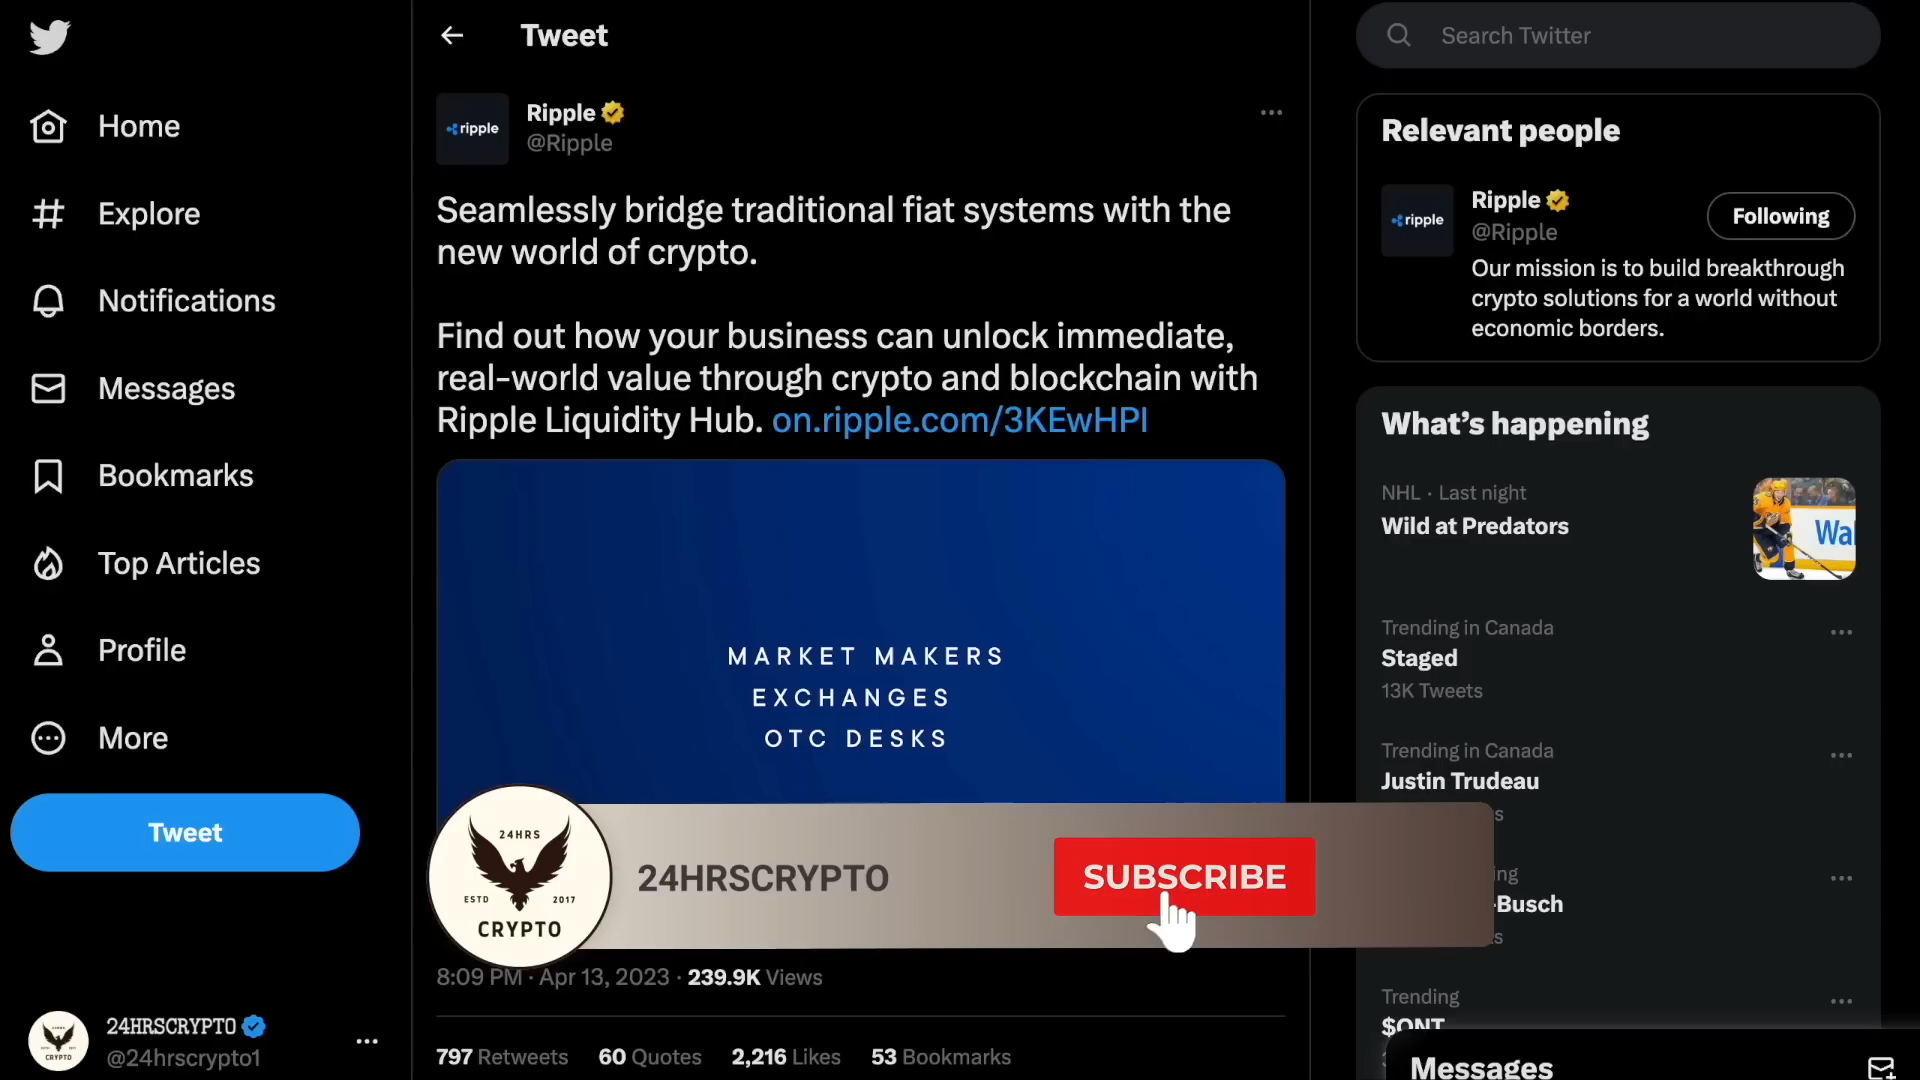 Home
Explore
Notifications
Messages
Bookmarks
Top Articles
Profile
More
Tweet
24HRSCRYPTO
@24hrscrypto1
24HRS
CRYPTO
Tweet
ripple
Ripple
@Ripple
Seamlessly bridge traditional fiat systems with the
new world of crypto.
Find out how your business can unlock immediate,
real-world value through crypto and blockchain with
Ripple Liquidity Hub. on.ripple.com/3KEwHPI
MARKET MAKERS
EXCHANGES
OTC DESKS
24HRS
ESTD 2017
CRYPTO
24HRSCRYPTO
SUBSCRIBE
8:09 PM · Apr 13, 2023 · 239.9K Views
797 Retweets 60 Quotes 2,216 Likes 53 Bookmarks
Search Twitter
Relevant people
ripple
Ripple
@Ripple
Following
Our mission is to build breakthrough
crypto solutions for a world without
economic borders.
What's happening
NHL · Last night
Wild at Predators
Wa
Trending in Canada
Staged
13K Tweets
Trending in Canada
Justin Trudeau
s
ing
-Busch
s
Trending
$ONT
Messages